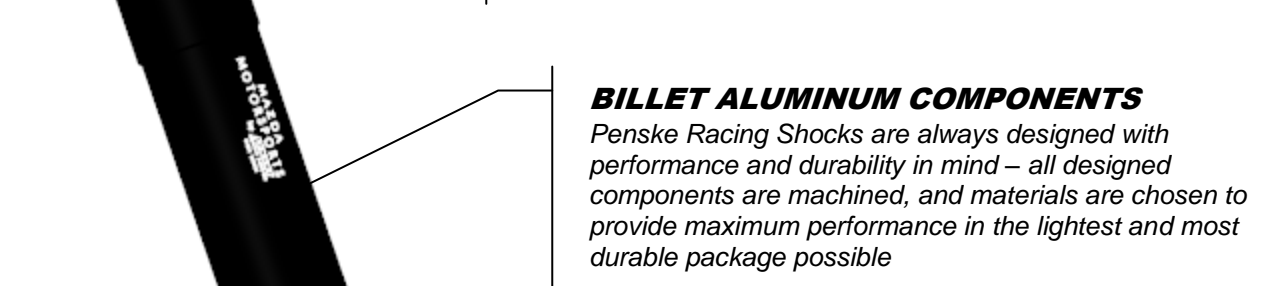 MAZDA
MOTORSPORTS
BILLET ALUMINUM COMPONENTS
Penske Racing Shocks are always designed with
performance and durability in mind – all designed
components are machined, and materials are chosen to
provide maximum performance in the lightest and most
durable package possible